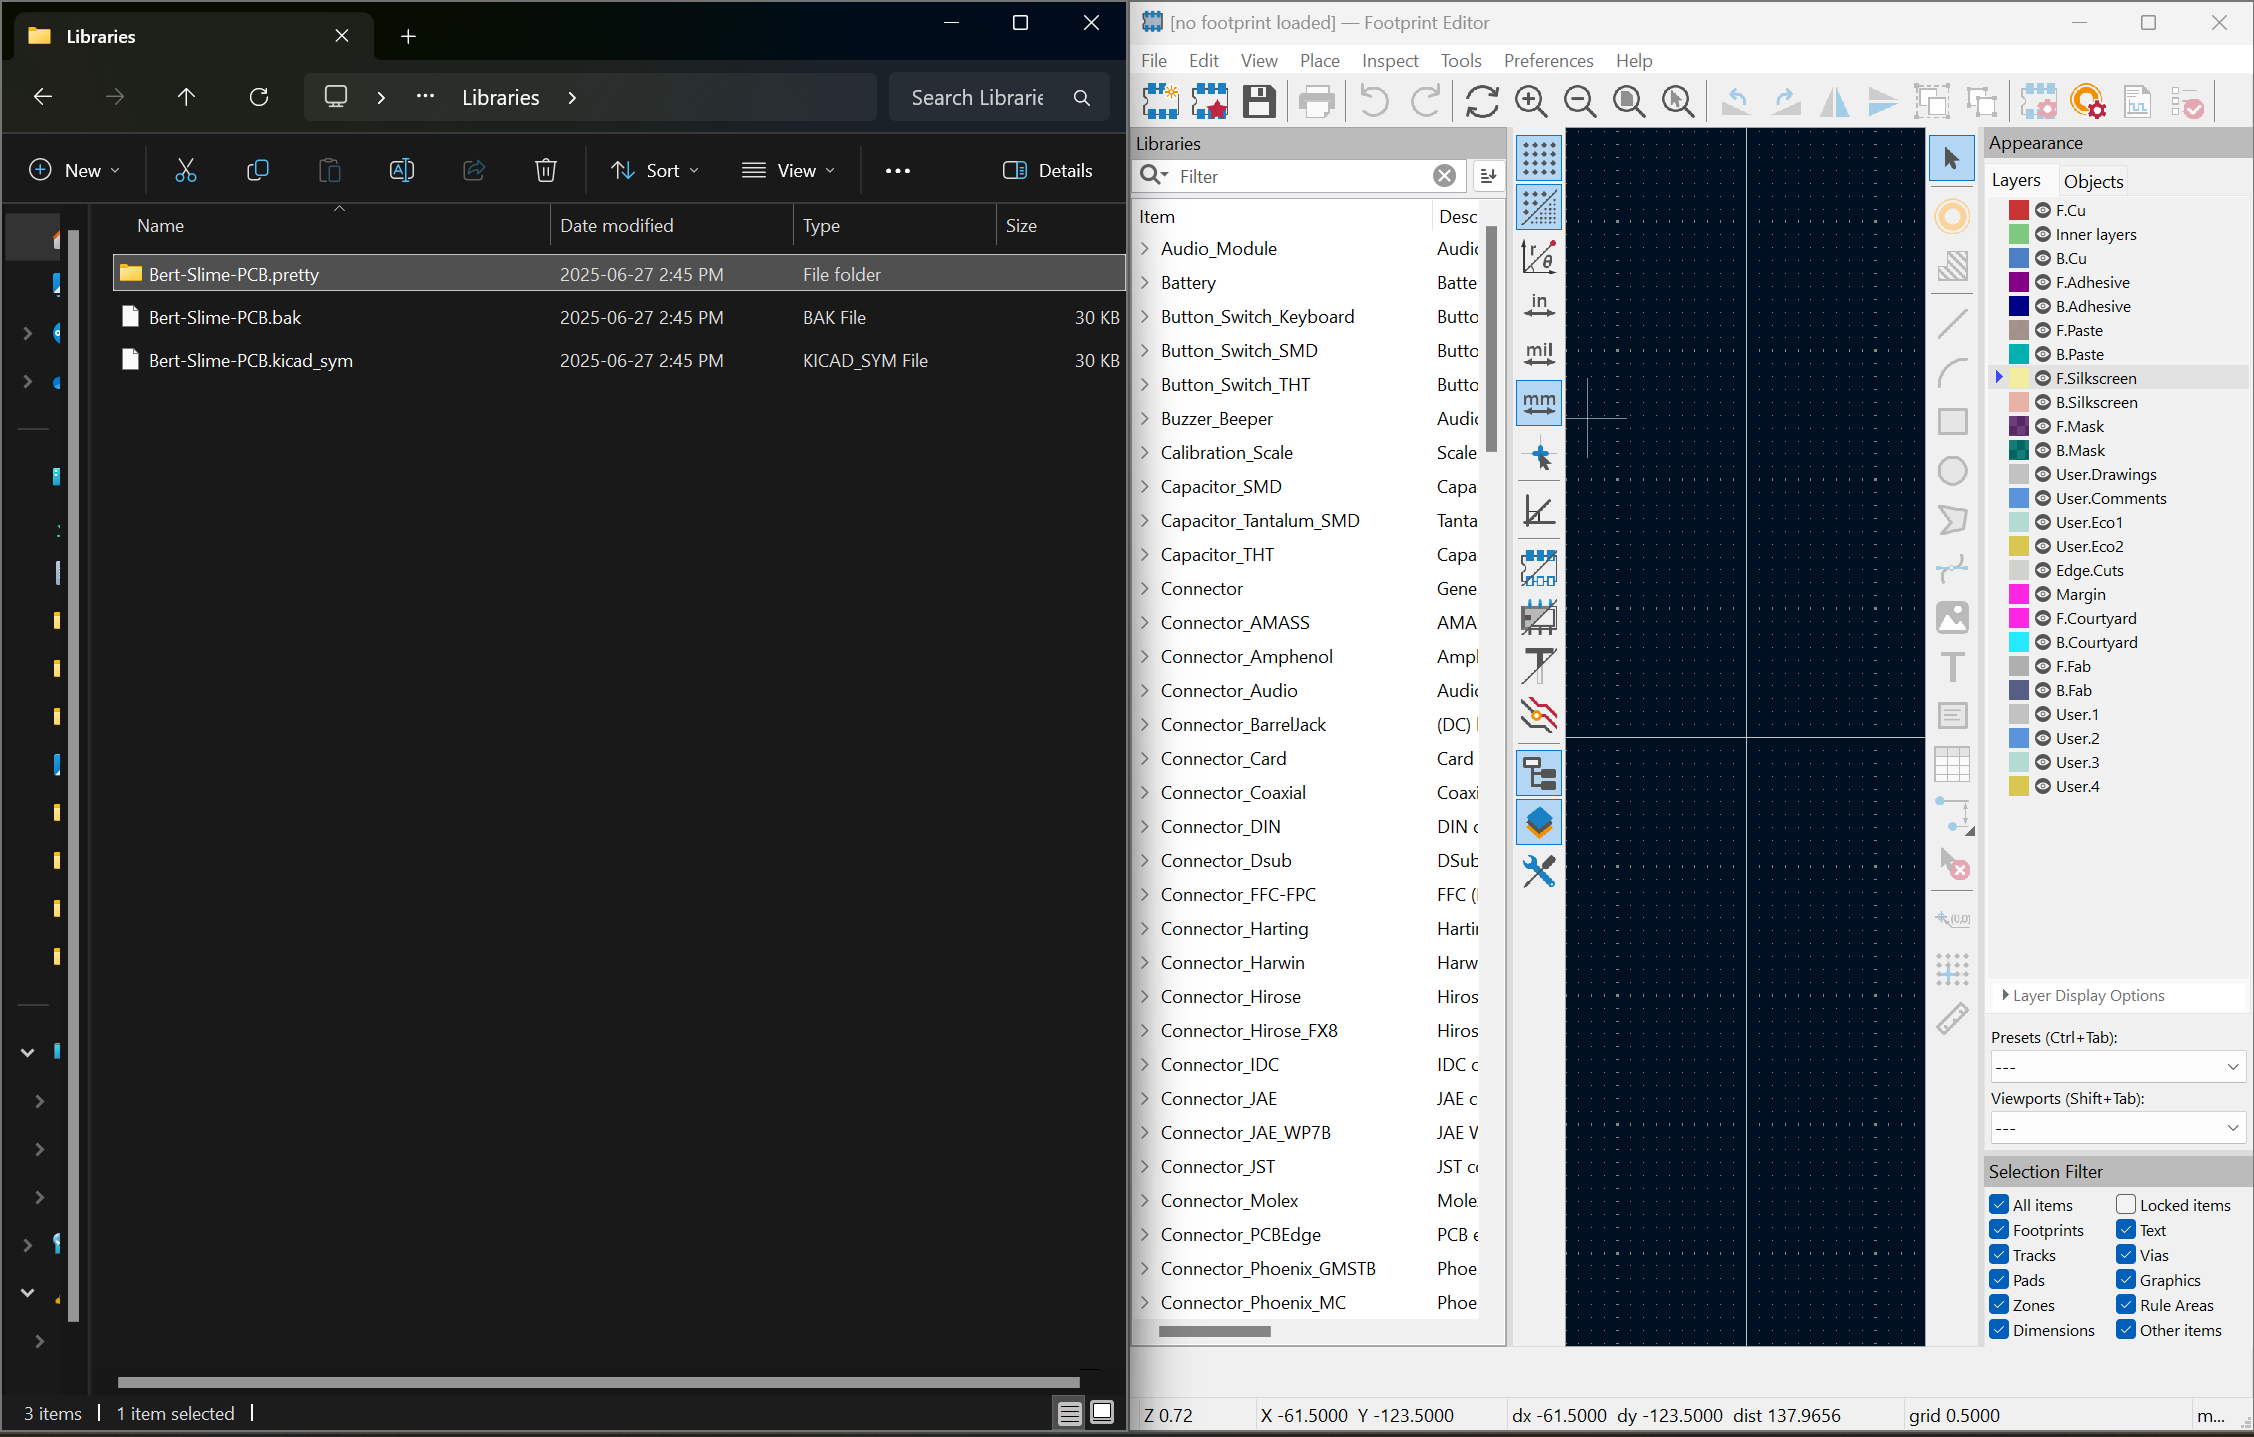 Libraries
Libraries
Search Librarie
New
Sort
View
Details
Name
Date modified
Type
Size
Bert-Slime-PCB.pretty
2025-06-27 2:45 PM
File folder
Bert-Slime-PCB.bak
2025-06-27 2:45 PM
BAK File
30 KB
Bert-Slime-PCB.kicad_sym
2025-06-27 2:45 PM
KICAD_SYM File
30 KB
3 items
1 item selected
[no footprint loaded] — Footprint Editor
File Edit View Place Inspect Tools Preferences Help
Libraries
Filter
Item Desc
Audio_Module Audic
Battery Batte
Button_Switch_Keyboard Butto
Button_Switch_SMD Butto
Button_Switch_THT Butto
Buzzer_Beeper Audic
Calibration_Scale Scale
Capacitor_SMD Capa
Capacitor_Tantalum_SMD Tanta
Capacitor_THT Capa
Connector Gene
Connector_AMASS AMA
Connector_Amphenol Ampl
Connector_Audio Audic
Connector_BarrelJack (DC)
Connector_Card Card
Connector_Coaxial Coaxi
Connector_DIN DIN c
Connector_Dsub DSub
Connector_FFC-FPC FFC (
Connector_Harting Harti
Connector_Harwin Harw
Connector_Hirose Hiros
Connector_Hirose_FX8 Hiros
Connector_IDC IDC c
Connector_JAE JAE c
Connector_JAE_WP7B JAE V
Connector_JST JST c
Connector_Molex Mole
Connector_PCBEdge PCB e
Connector_Phoenix_GMSTB Phoe
Connector_Phoenix_MC Phoe
r θ
in
mil
mm
T
T
(0,0)
Appearance
Layers Objects
F.Cu
Inner layers
B.Cu
F.Adhesive
B.Adhesive
F.Paste
B.Paste
F.Silkscreen
B.Silkscreen
F.Mask
B.Mask
User.Drawings
User.Comments
User.Eco1
User.Eco2
Edge.Cuts
Margin
F.Courtyard
B.Courtyard
F.Fab
B.Fab
User.1
User.2
User.3
User.4
Layer Display Options
Presets (Ctrl+Tab):
---
Viewports (Shift+Tab):
---
Selection Filter
All items Locked items
Footprints Text
Tracks Vias
Pads Graphics
Zones Rule Areas
Dimensions Other items
Z 0.72
X -61.5000 Y -123.5000
dx -61.5000 dy -123.5000 dist 137.9656
grid 0.5000
m...